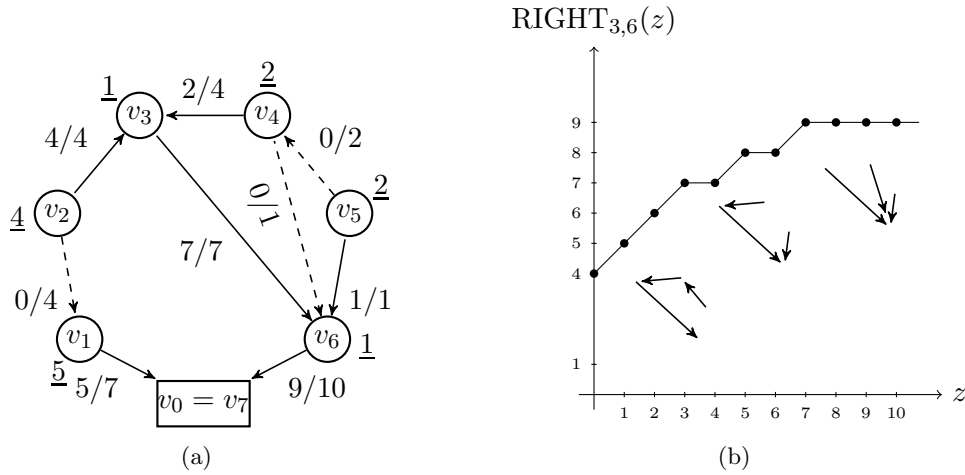 RIGHT3,6(z)
1 v3 2/4 2 v4
4/4 0/2
4 v2 0/1 v5 2
7/7
0/4 1/1
v1 v6 1
5 5/7 9/10
v0 = v7
(a)
9
8
7
6
5
4
1
1 2 3 4 5 6 7 8 9 10 z
(b)